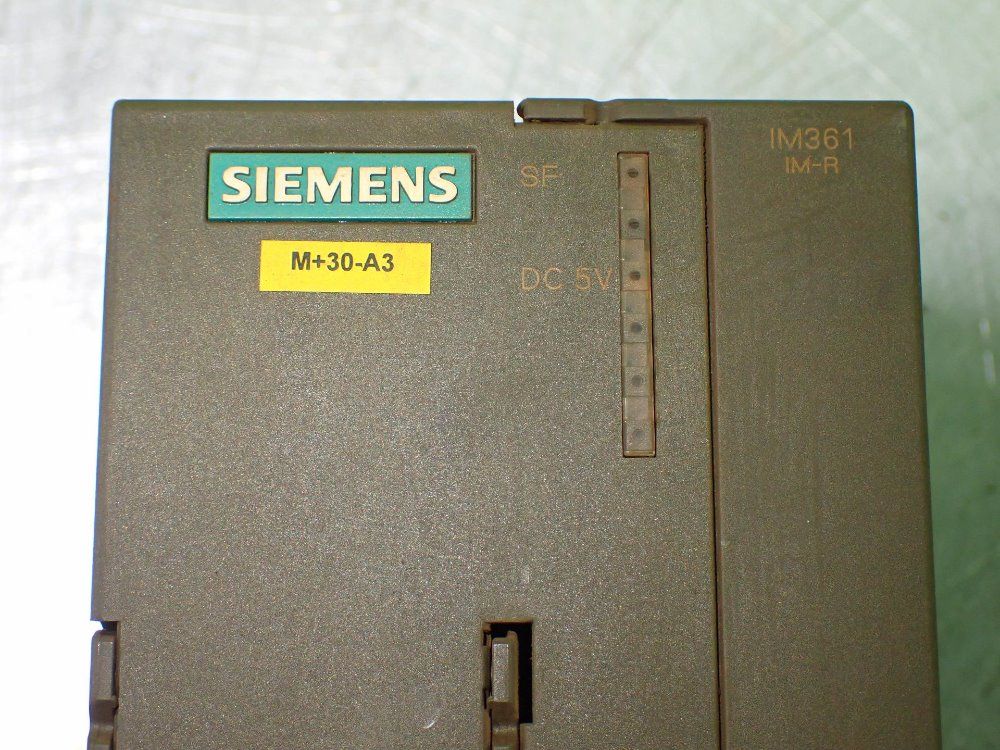 SIEMENS
M+30-A3
SF
DC 5V
IM361
IM-R